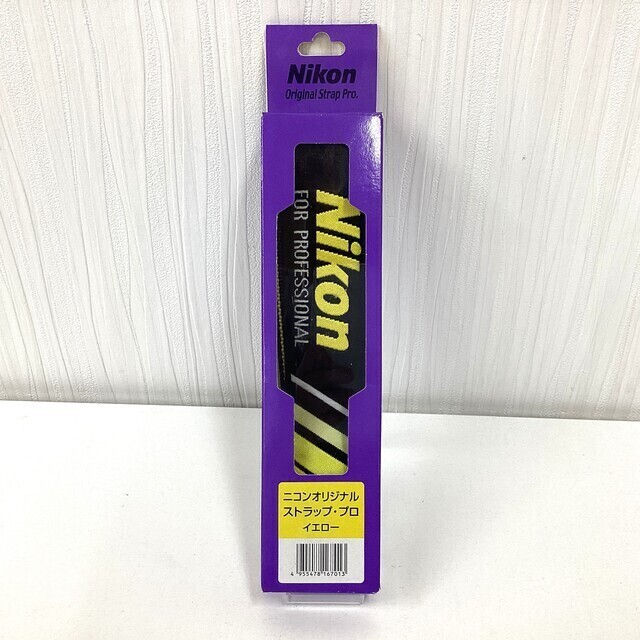 Nikon
Original Strap Pro.
Nikon
FOR PROFESSIONAL
ニコンオリジナル
ストラップ・プロ
イエロー
4 955478 167013